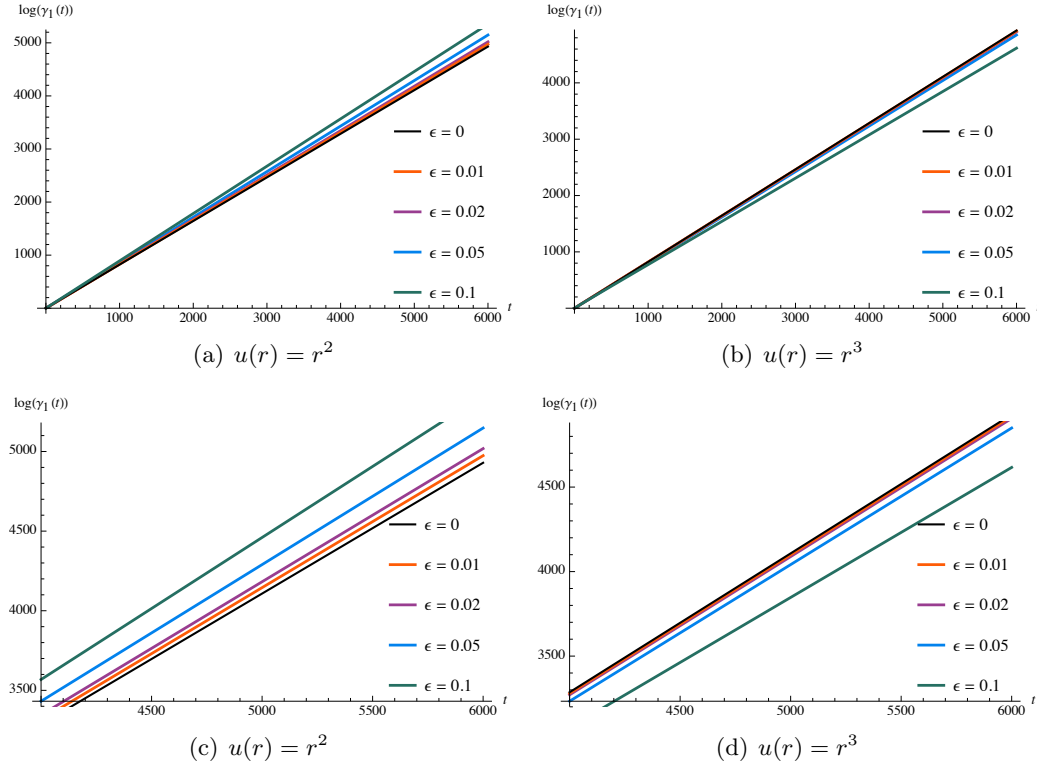 log(γ₁(t))
5000
4000
3000
2000
1000
1000 2000 3000 4000 5000 6000 t
ϵ = 0
ϵ = 0.01
ϵ = 0.02
ϵ = 0.05
ϵ = 0.1
(a) u(r) = r²
log(γ₁(t))
4000
3000
2000
1000
1000 2000 3000 4000 5000 6000 t
ϵ = 0
ϵ = 0.01
ϵ = 0.02
ϵ = 0.05
ϵ = 0.1
(b) u(r) = r³
log(γ₁(t))
5000
4500
4000
3500
4500 5000 5500 6000 t
ϵ = 0
ϵ = 0.01
ϵ = 0.02
ϵ = 0.05
ϵ = 0.1
(c) u(r) = r²
log(γ₁(t))
4500
4000
3500
4500 5000 5500 6000 t
ϵ = 0
ϵ = 0.01
ϵ = 0.02
ϵ = 0.05
ϵ = 0.1
(d) u(r) = r³